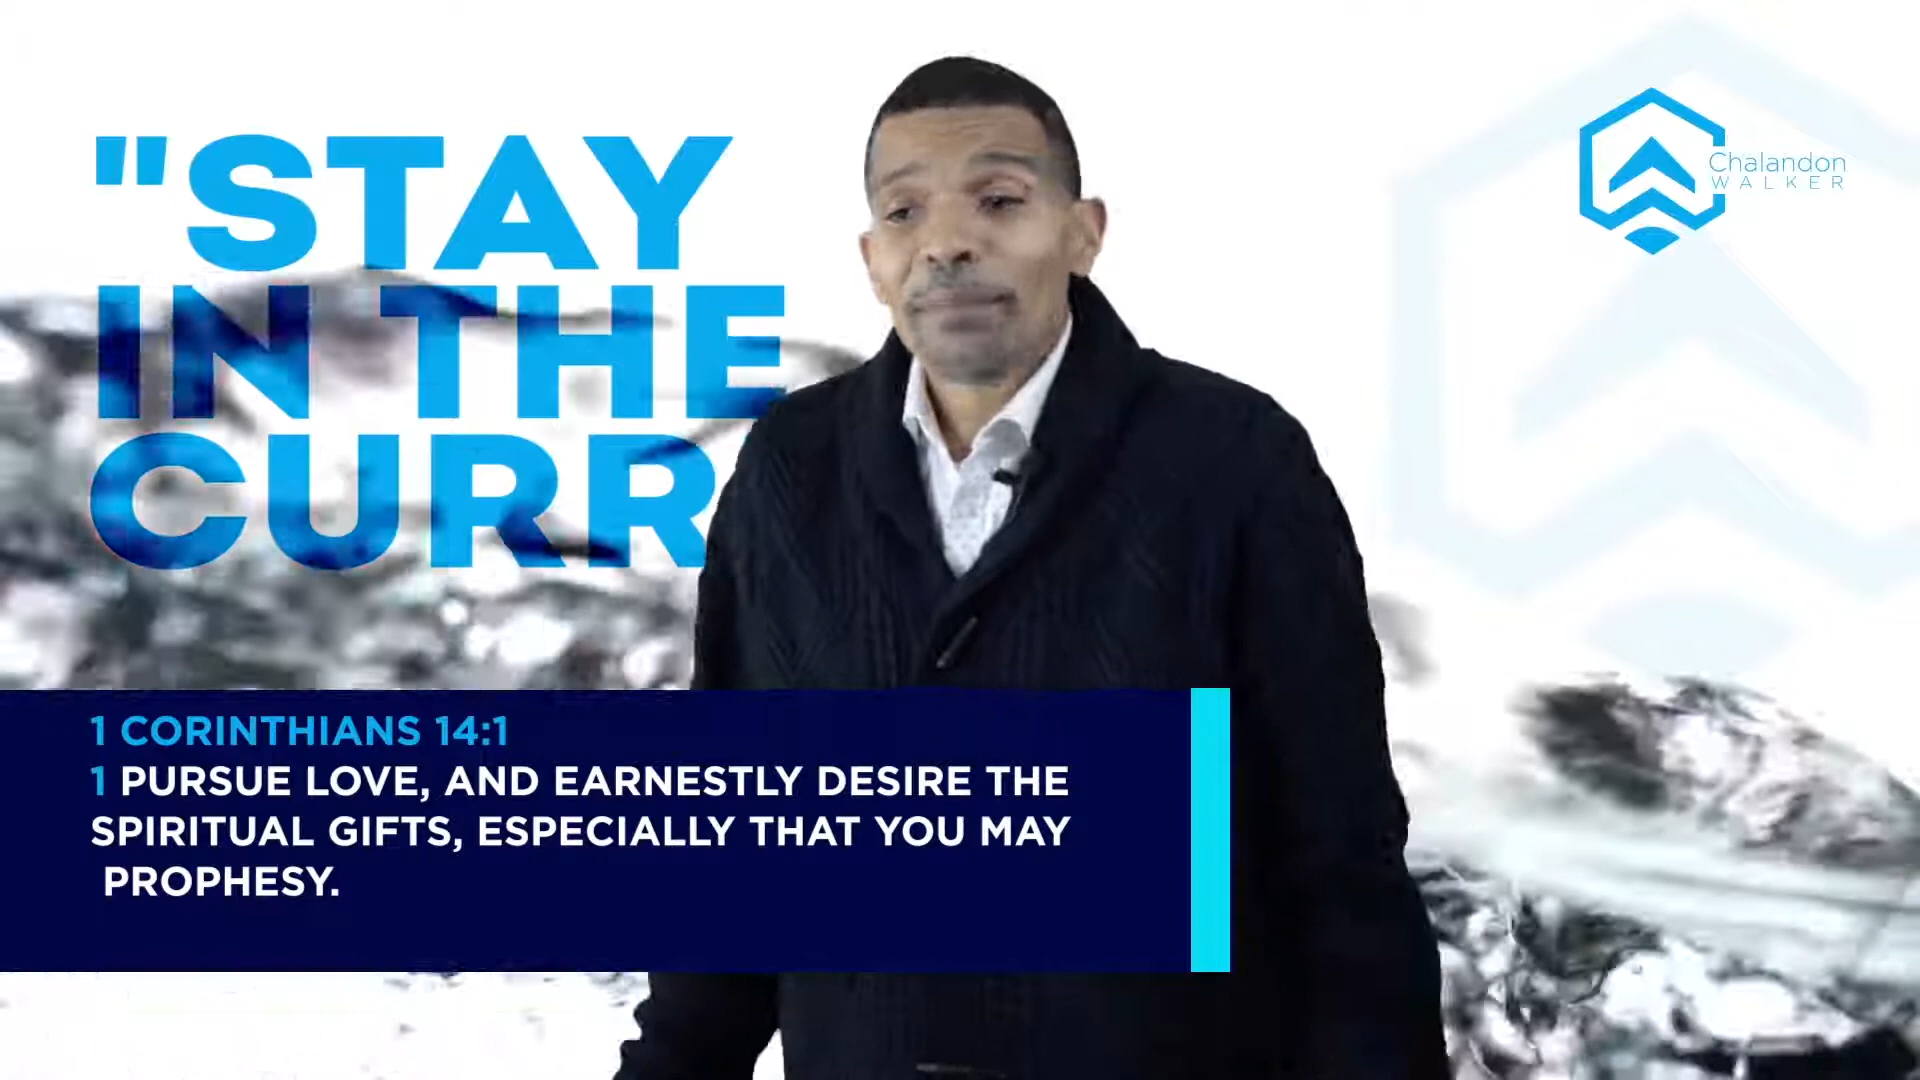 "STAY
IN THE
CURR
Chalandon
WALKER
1 CORINTHIANS 14:1
1 PURSUE LOVE, AND EARNESTLY DESIRE THE
SPIRITUAL GIFTS, ESPECIALLY THAT YOU MAY
PROPHESY.